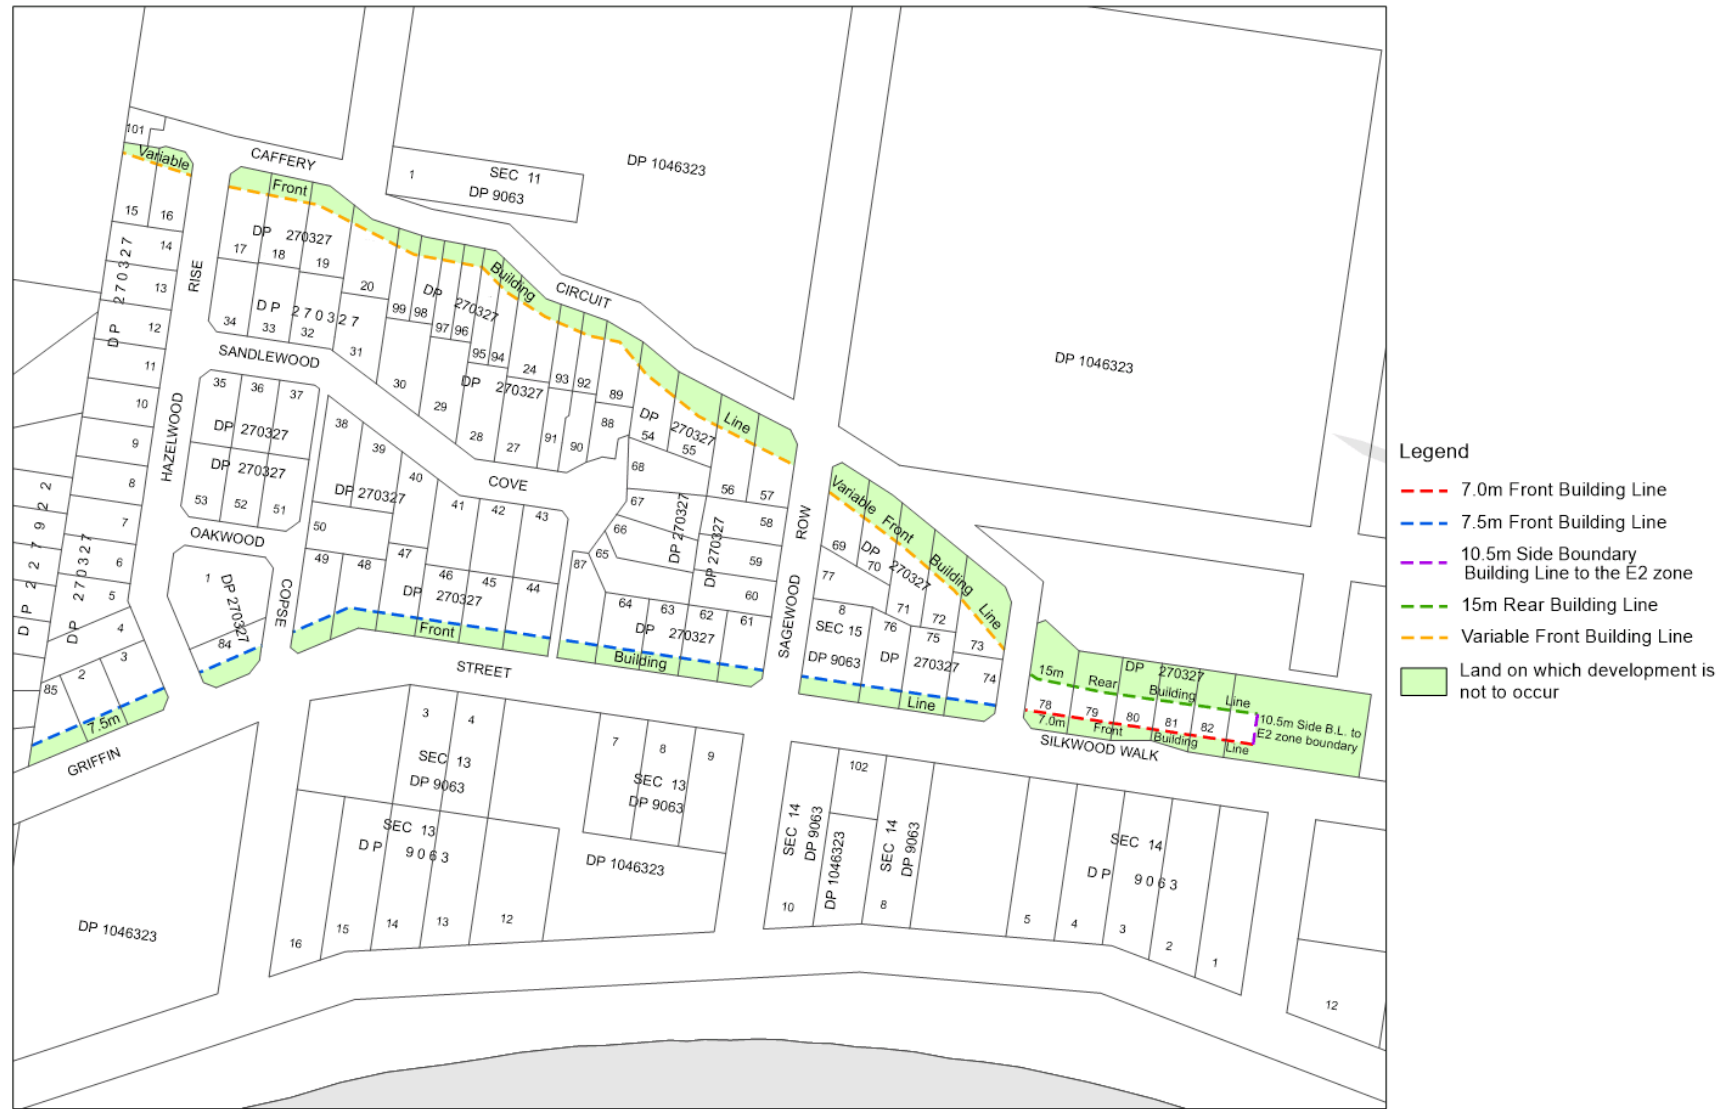 101
Variable
CAFFERY
Front
1
SEC 11
DP 9063
DP 1046323
15
16
DP 270327
14
13
12
11
10
9
8
7
6
5
DP 270327
4
3
2
85
DP 227922
7.5m
GRIFFIN
RISE
HAZELWOOD
DP 270327
17
18
19
20
DP 270327
34
33
32
31
30
29
SANDLEWOOD
Building
CIRCUIT
DP 270327
99
98
97
96
95
94
24
93
92
89
DP 270327
28
27
91
90
88
DP 270327
54
55
Line
56
57
35
36
37
DP 270327
DP 270327
53
52
51
OAKWOOD
1
DP 270327
84
COPSE
38
39
40
DP 270327
50
49
48
47
COVE
41
42
43
46
45
44
DP 270327
Front
68
67
66
65
87
DP 270327
DP 270327
58
59
60
64
63
62
61
DP 270327
Building
STREET
SAGEWOOD
ROW
DP 1046323
Variable Front Building Line
69
DP 270327
70
77
71
72
73
8
SEC 15
DP 9063
76
75
DP 270327
74
Line
DP 270327
15m Rear Building Line
78
79
80
81
82
7.0m Front Building Line
10.5m Side B.L. to
E2 zone boundary
SILKWOOD WALK
3
4
SEC 13
DP 9063
SEC 13
DP 9063
16
15
14
13
12
7
8
9
SEC 13
DP 9063
DP 1046323
DP 1046323
SEC 14
DP 9063
10
102
DP 1046323
SEC 14
DP 9063
8
SEC 14
DP 9063
5
4
3
2
1
12
Legend
7.0m Front Building Line
7.5m Front Building Line
10.5m Side Boundary
Building Line to the E2 zone
15m Rear Building Line
Variable Front Building Line
Land on which development is
not to occur